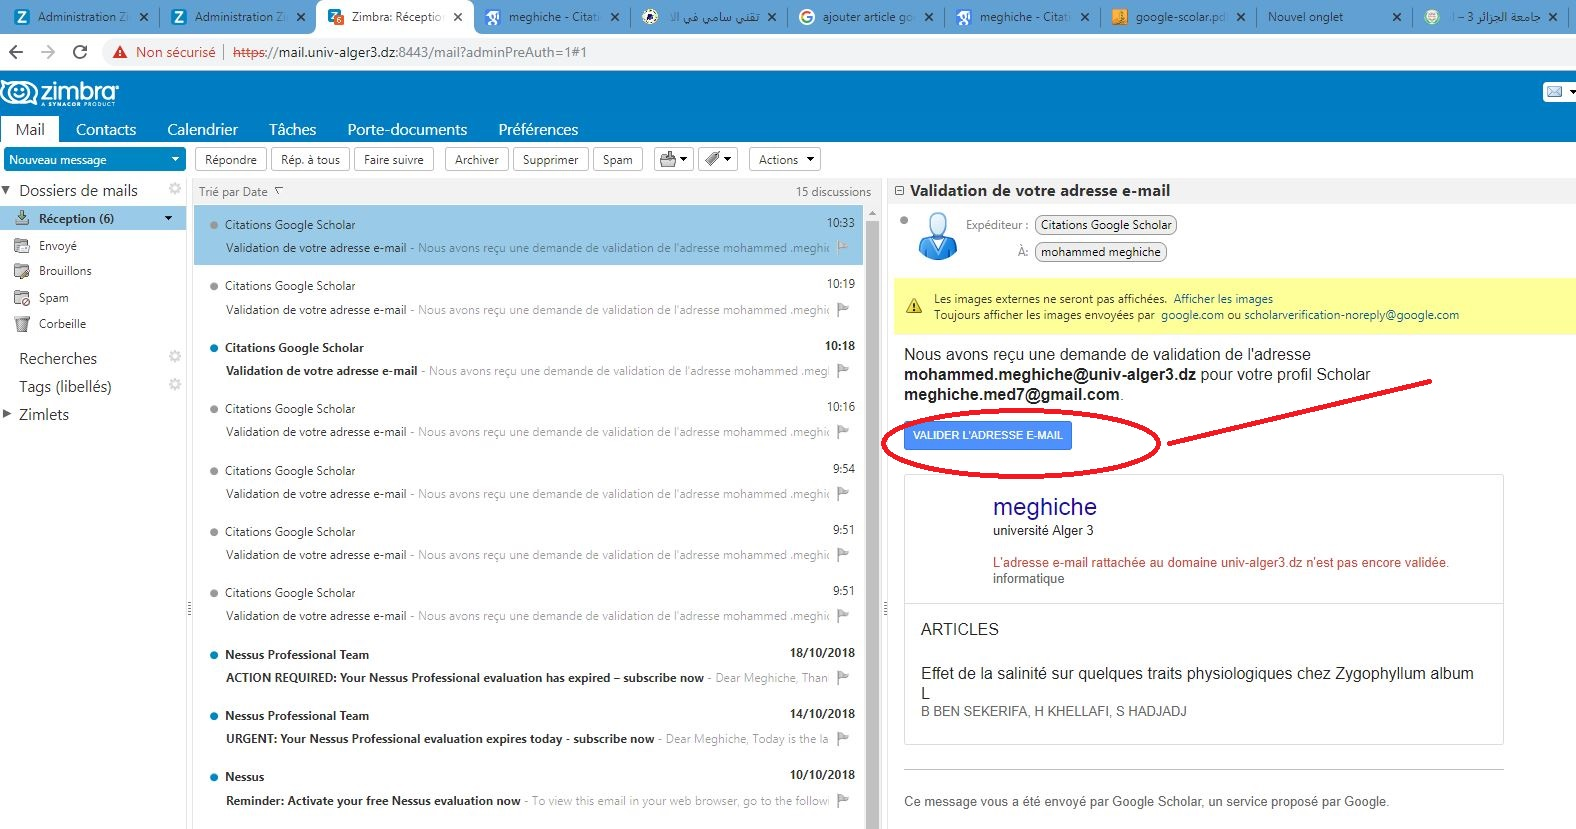 Administration Zi
Administration Zi
Zimbra: Réceptio
meghiche - Citati
تقني سامي في الا
ajouter article go
meghiche - Citati
google-scolar.pd
Nouvel onglet
جامعة الجزائر 3 – ا
Non sécurisé
https://mail.univ-alger3.dz:8443/mail?adminPreAuth=1#1
zimbra
A SYNACOR PRODUCT
Mail Contacts Calendrier Tâches Porte-documents Préférences
Nouveau message
Répondre Rép. à tous Faire suivre Archiver Supprimer Spam Actions
Dossiers de mails
Réception (6)
Envoyé
Brouillons
Spam
Corbeille
Recherches
Tags (libellés)
Zimlets
Trié par Date 15 discussions
Citations Google Scholar 10:33
Validation de votre adresse e-mail - Nous avons reçu une demande de validation de l'adresse mohammed .meghic
Citations Google Scholar 10:19
Validation de votre adresse e-mail - Nous avons reçu une demande de validation de l'adresse mohammed .meghic
Citations Google Scholar 10:18
Validation de votre adresse e-mail - Nous avons reçu une demande de validation de l'adresse mohammed .megl
Citations Google Scholar 10:16
Validation de votre adresse e-mail - Nous avons reçu une demande de validation de l'adresse mohammed .meghic
Citations Google Scholar 9:54
Validation de votre adresse e-mail - Nous avons reçu une demande de validation de l'adresse mohammed .meghic
Citations Google Scholar 9:51
Validation de votre adresse e-mail - Nous avons reçu une demande de validation de l'adresse mohammed .meghic
Citations Google Scholar 9:51
Validation de votre adresse e-mail - Nous avons reçu une demande de validation de l'adresse mohammed .meghic
Nessus Professional Team 18/10/2018
ACTION REQUIRED: Your Nessus Professional evaluation has expired – subscribe now - Dear Meghiche, Than
Nessus Professional Team 14/10/2018
URGENT: Your Nessus Professional evaluation expires today - subscribe now - Dear Meghiche, Today is the la
Nessus 10/10/2018
Reminder: Activate your free Nessus evaluation now - To view this email in your web browser, go to the followi
Validation de votre adresse e-mail
Expéditeur : Citations Google Scholar
À: mohammed meghiche
Les images externes ne seront pas affichées. Afficher les images
Toujours afficher les images envoyées par google.com ou scholarverification-noreply@google.com
Nous avons reçu une demande de validation de l'adresse
mohammed.meghiche@univ-alger3.dz pour votre profil Scholar
meghiche.med7@gmail.com.
VALIDER L'ADRESSE E-MAIL
meghiche
université Alger 3
L'adresse e-mail rattachée au domaine univ-alger3.dz n'est pas encore validée.
informatique
ARTICLES
Effet de la salinité sur quelques traits physiologiques chez Zygophyllum album
L
B BEN SEKERIFA, H KHELLAFI, S HADJADJ
Ce message vous a été envoyé par Google Scholar, un service proposé par Google.